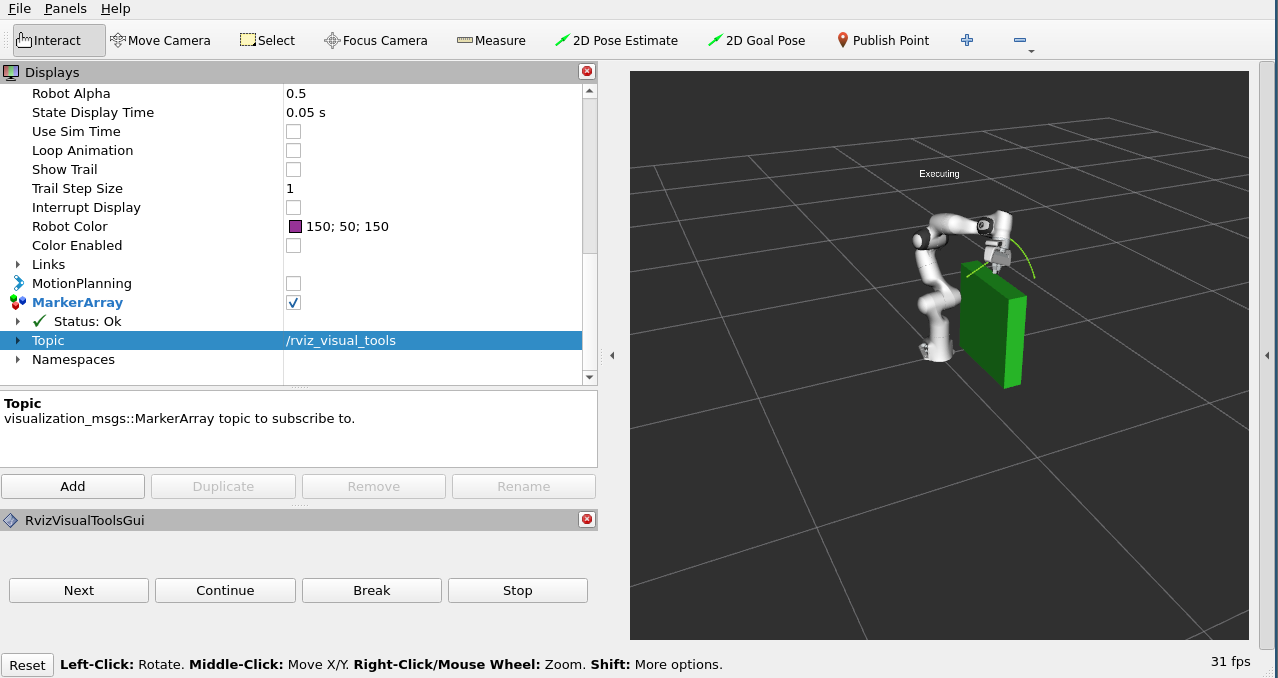 File Panels Help
Interact Move Camera Select Focus Camera Measure 2D Pose Estimate 2D Goal Pose Publish Point
Displays
Robot Alpha 0.5
State Display Time 0.05 s
Use Sim Time
Loop Animation
Show Trail
Trail Step Size 1
Interrupt Display
Robot Color 150; 50; 150
Color Enabled
Links
MotionPlanning
MarkerArray
Status: Ok
Topic /rviz_visual_tools
Namespaces
Topic
visualization_msgs::MarkerArray topic to subscribe to.
Add Duplicate Remove Rename
RvizVisualToolsGui
Next Continue Break Stop
Executing
Reset Left-Click: Rotate. Middle-Click: Move X/Y. Right-Click/Mouse Wheel: Zoom. Shift: More options. 31 fps